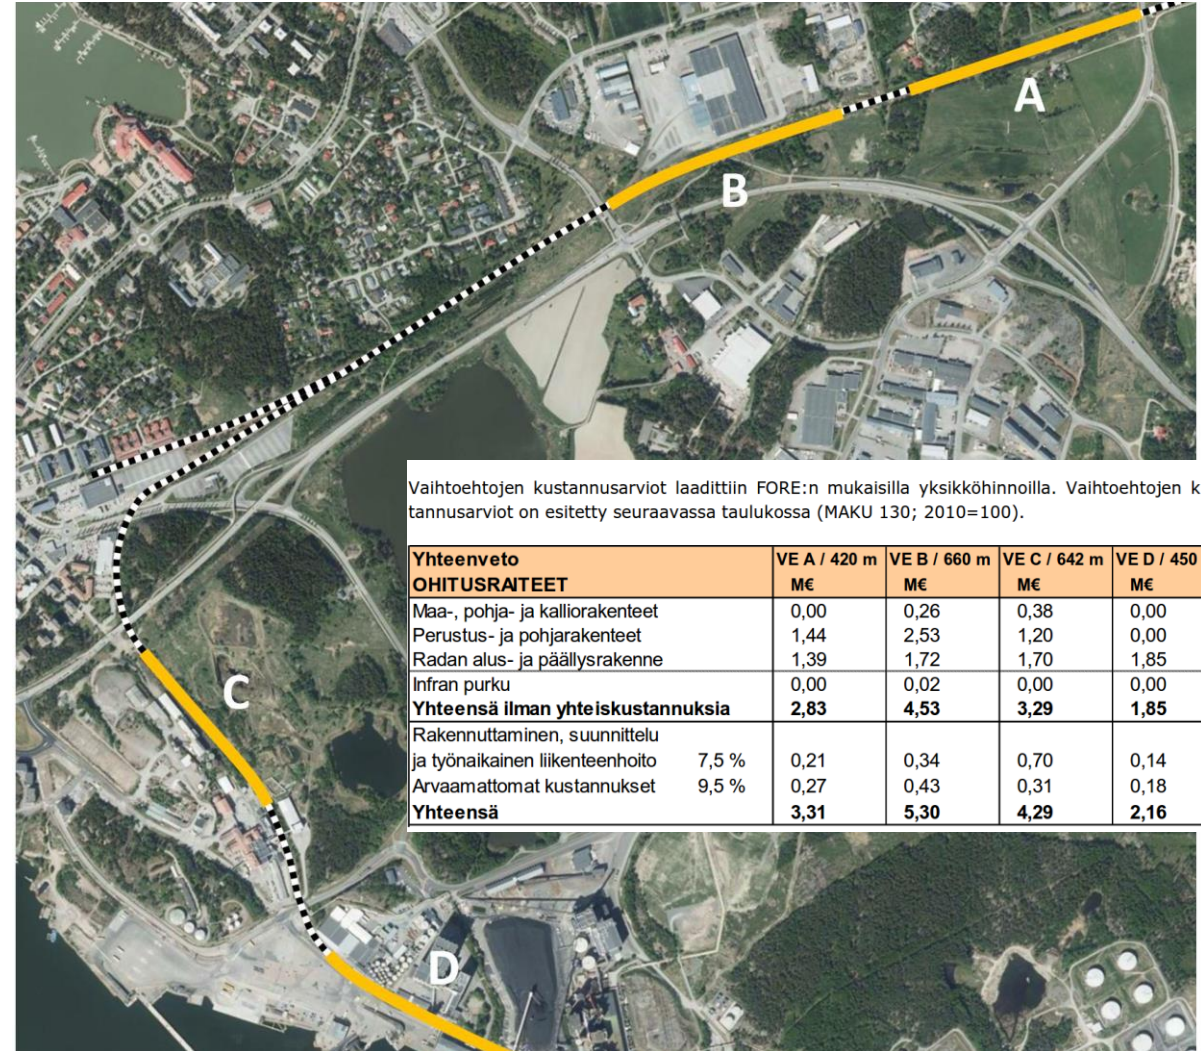 A
B
C
D
Vaihtoehtojen kustannusarviot laadittiin FORE:n mukaisilla yksikköhinnoilla. Vaihtoehtojen k
tannusarviot on esitetty seuraavassa taulukossa (MAKU 130; 2010=100).
Yhteenveto VE A / 420 m VE B / 660 m VE C / 642 m VE D / 450
OHITUSRAITEET M€ M€ M€ M€
Maa-, pohja- ja kalliorakenteet 0,00 0,26 0,38 0,00
Perustus- ja pohjarakenteet 1,44 2,53 1,20 0,00
Radan alus- ja päällysrakenne 1,39 1,72 1,70 1,85
Infran purku 0,00 0,02 0,00 0,00
Yhteensä ilman yhteiskustannuksia 2,83 4,53 3,29 1,85
Rakennuttaminen, suunnittelu
ja työnaikainen liikenteenhoito 7,5 % 0,21 0,34 0,70 0,14
Arvaamattomat kustannukset 9,5 % 0,27 0,43 0,31 0,18
Yhteensä 3,31 5,30 4,29 2,16